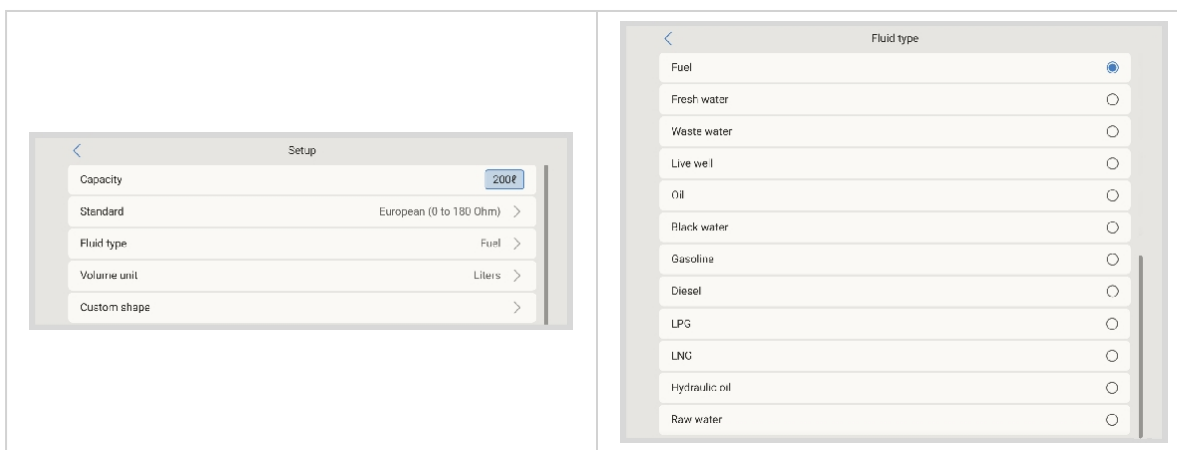 Setup
Capacity 200ℓ
Standard European (0 to 180 Ohm)
Fluid type Fuel
Volume unit Liters
Custom shape
Fluid type
Fuel
Fresh water
Waste water
Live well
Oil
Black water
Gasoline
Diesel
LPG
LNG
Hydraulic oil
Raw water